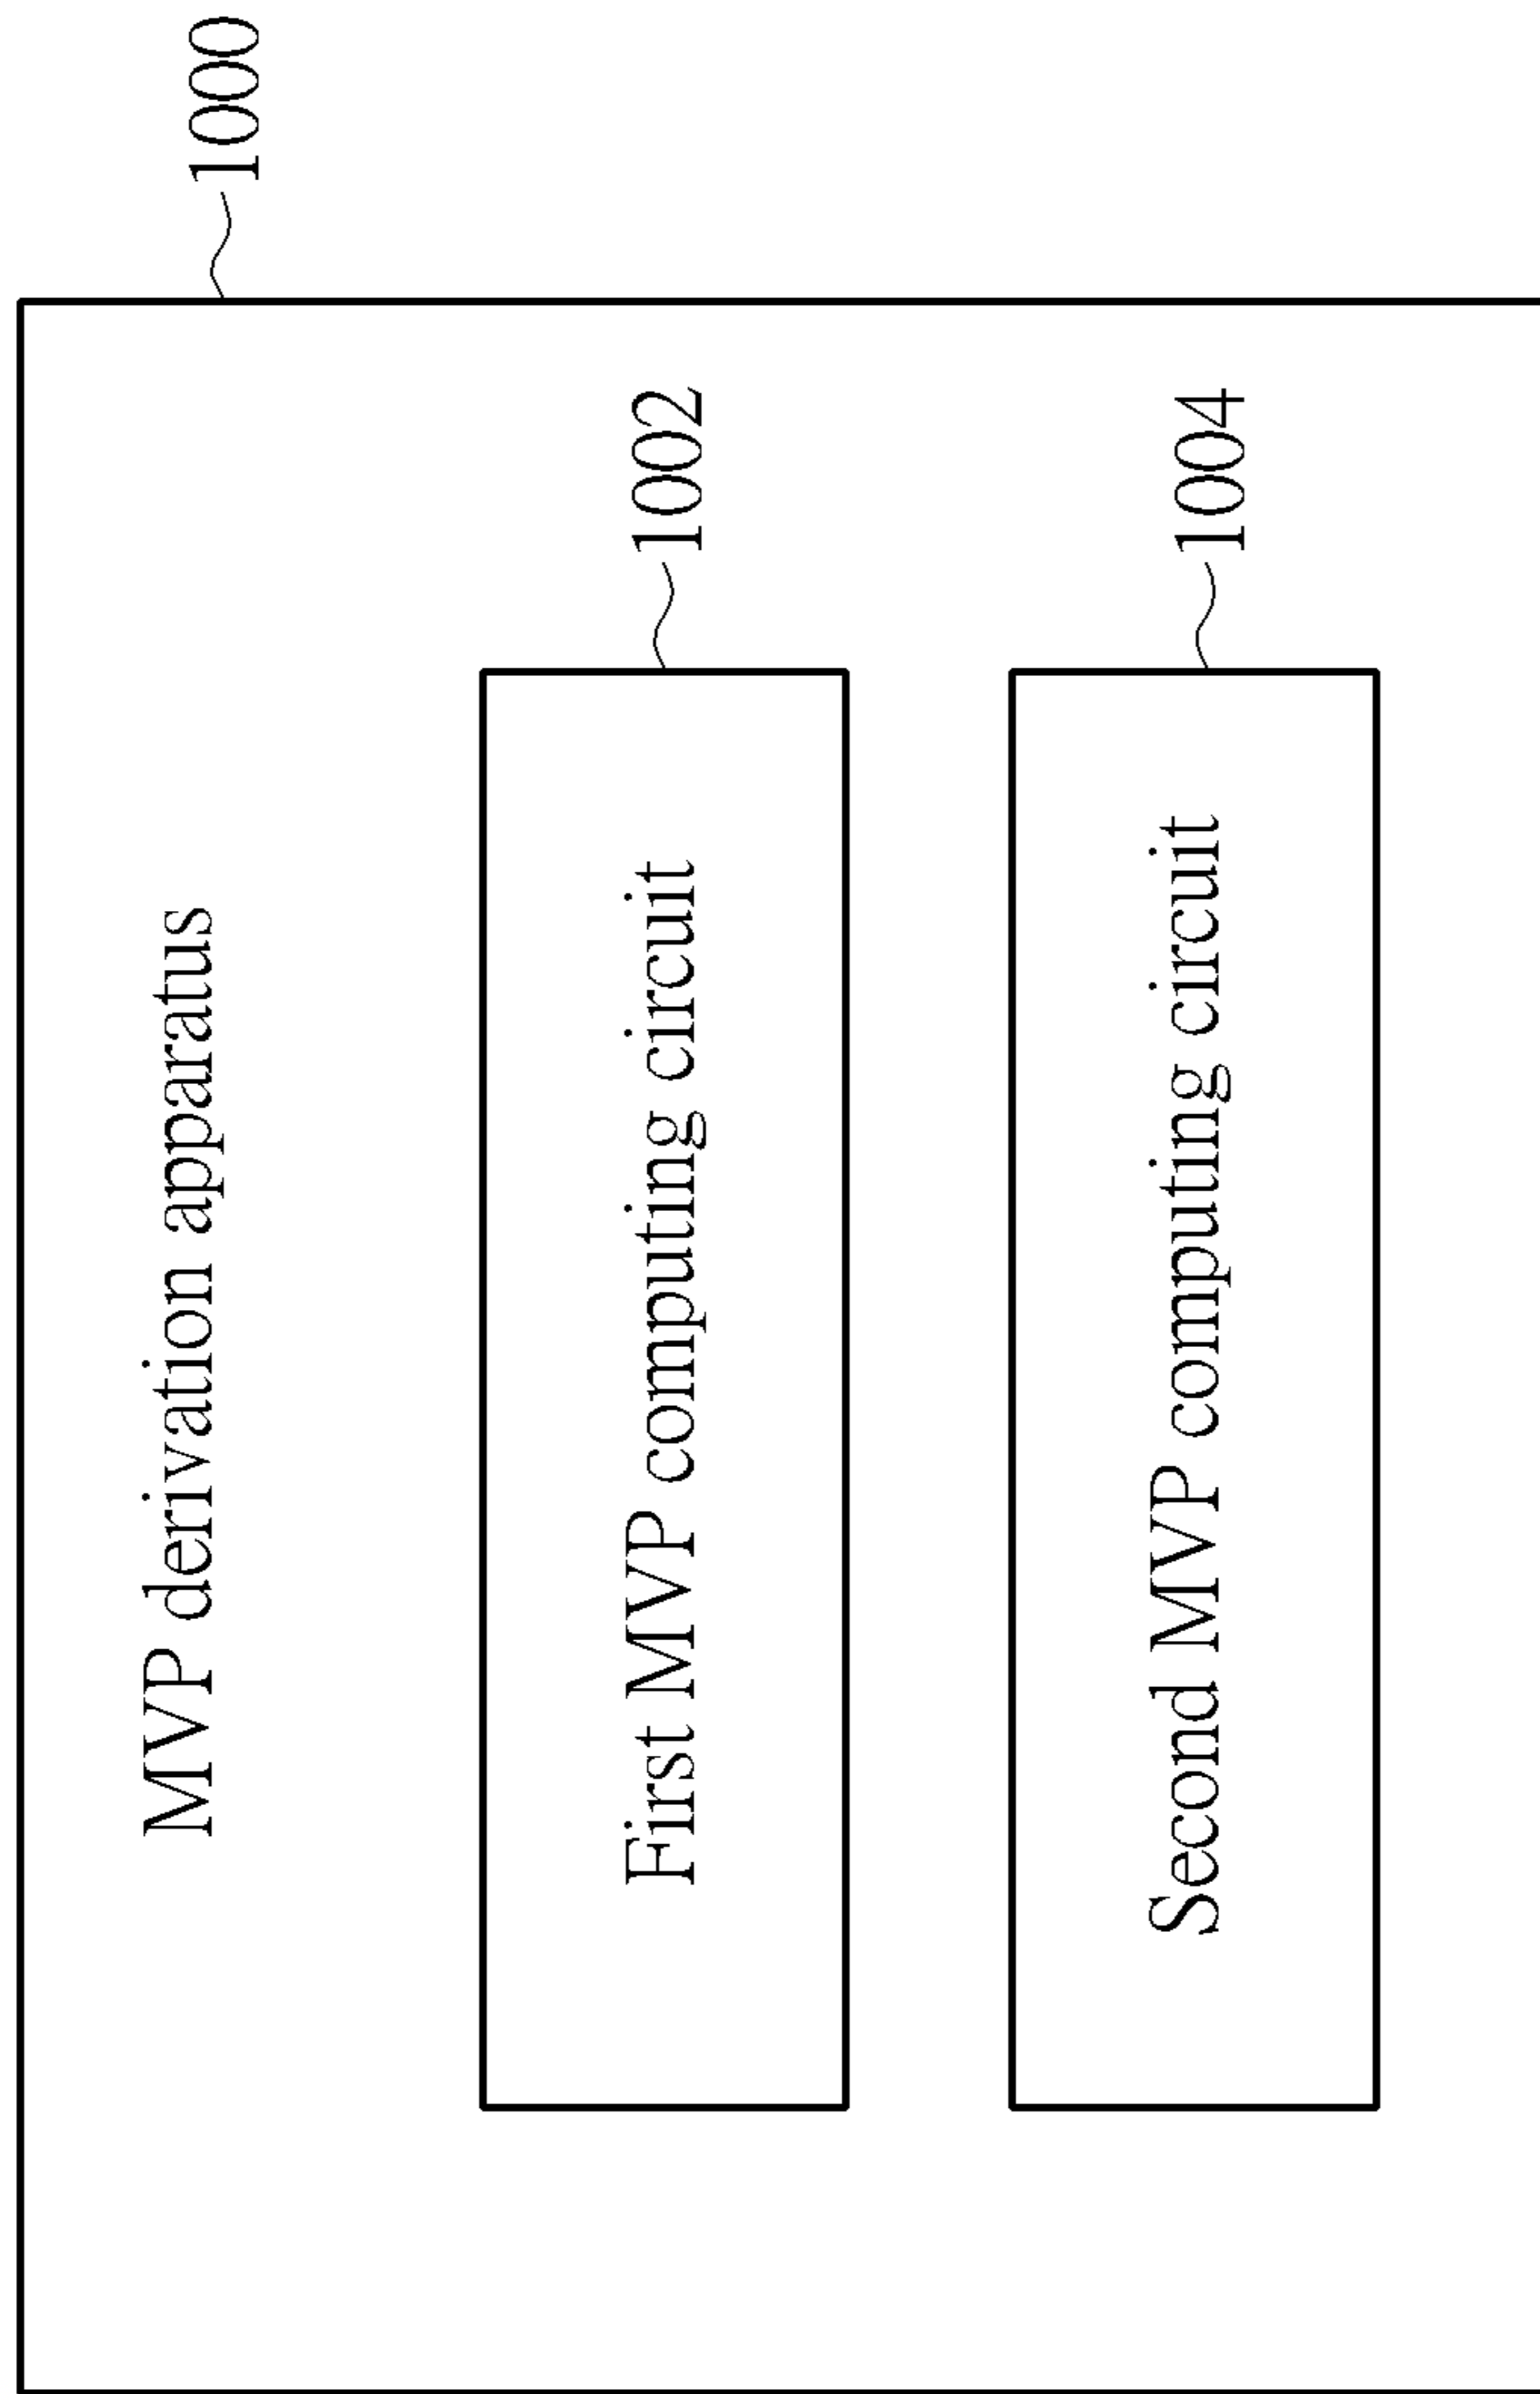 1000
MVP derivation apparatus
1002
First MVP computing circuit
1004
Second MVP computing circuit